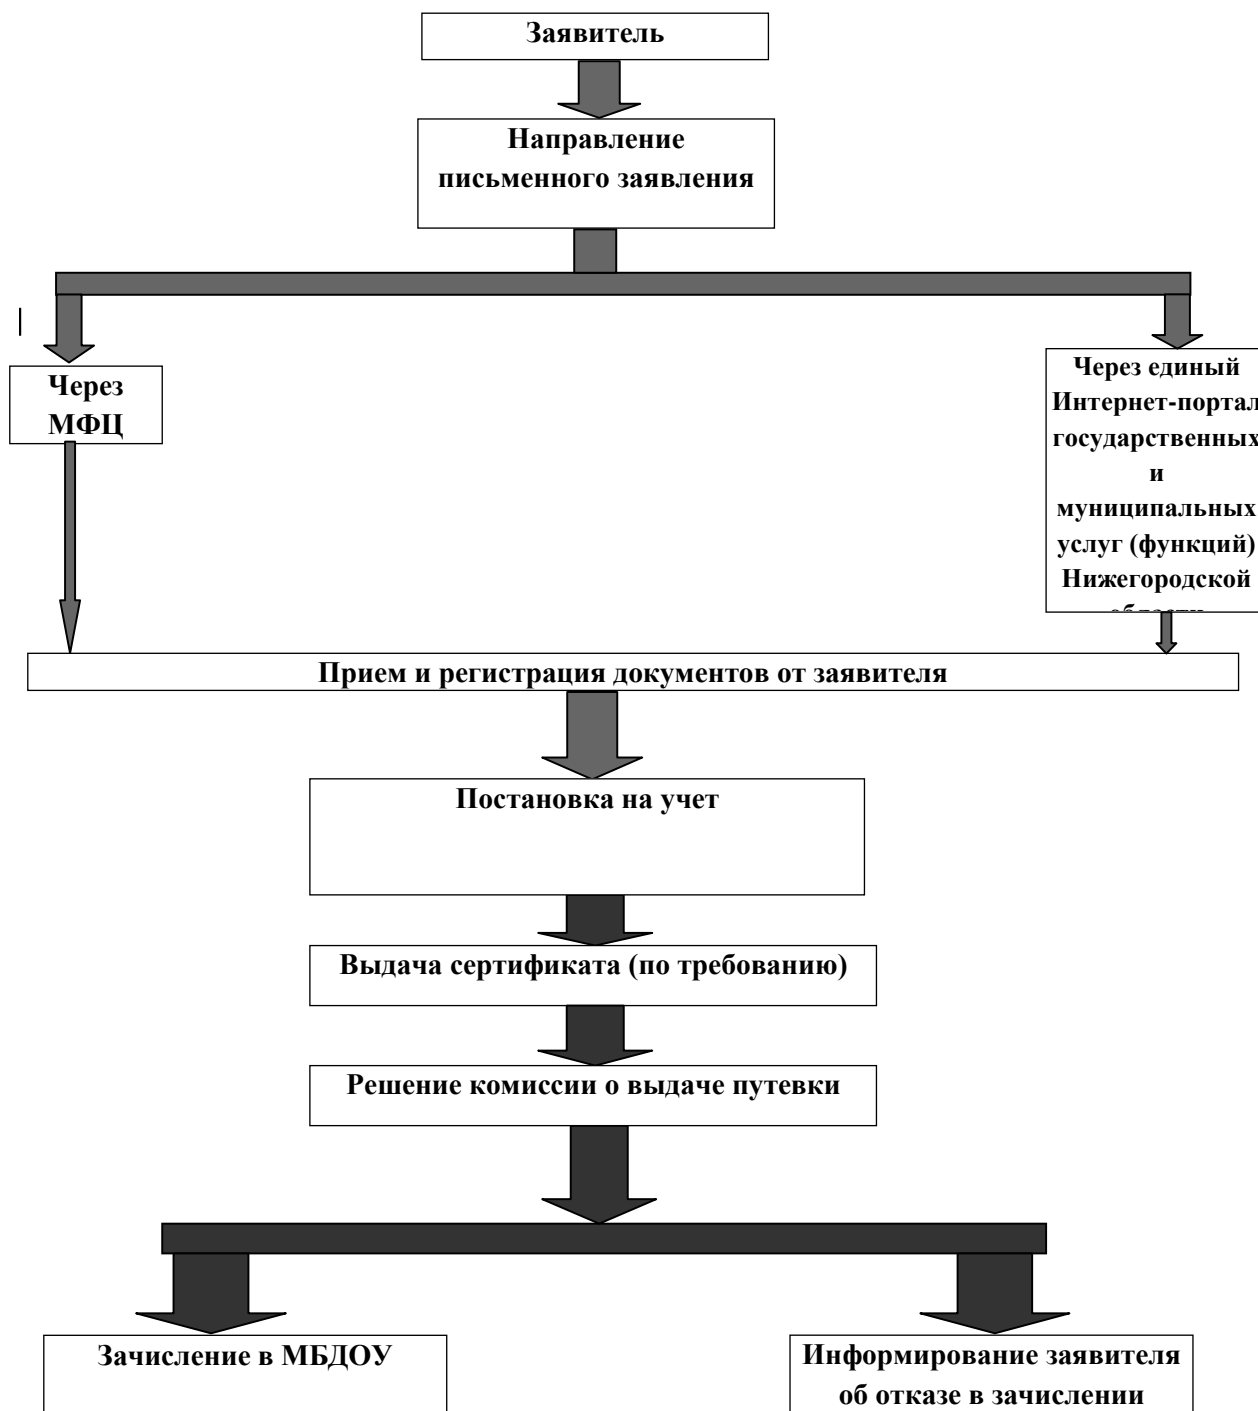 Заявитель
Направление
письменного заявления
Через
МФЦ
Через единый
Интернет-портал
государственных
и
муниципальных
услуг (функций)
Нижегородской
Прием и регистрация документов от заявителя
Постановка на учет
Выдача сертификата (по требованию)
Решение комиссии о выдаче путевки
Зачисление в МБДОУ
Информирование заявителя
об отказе в зачислении